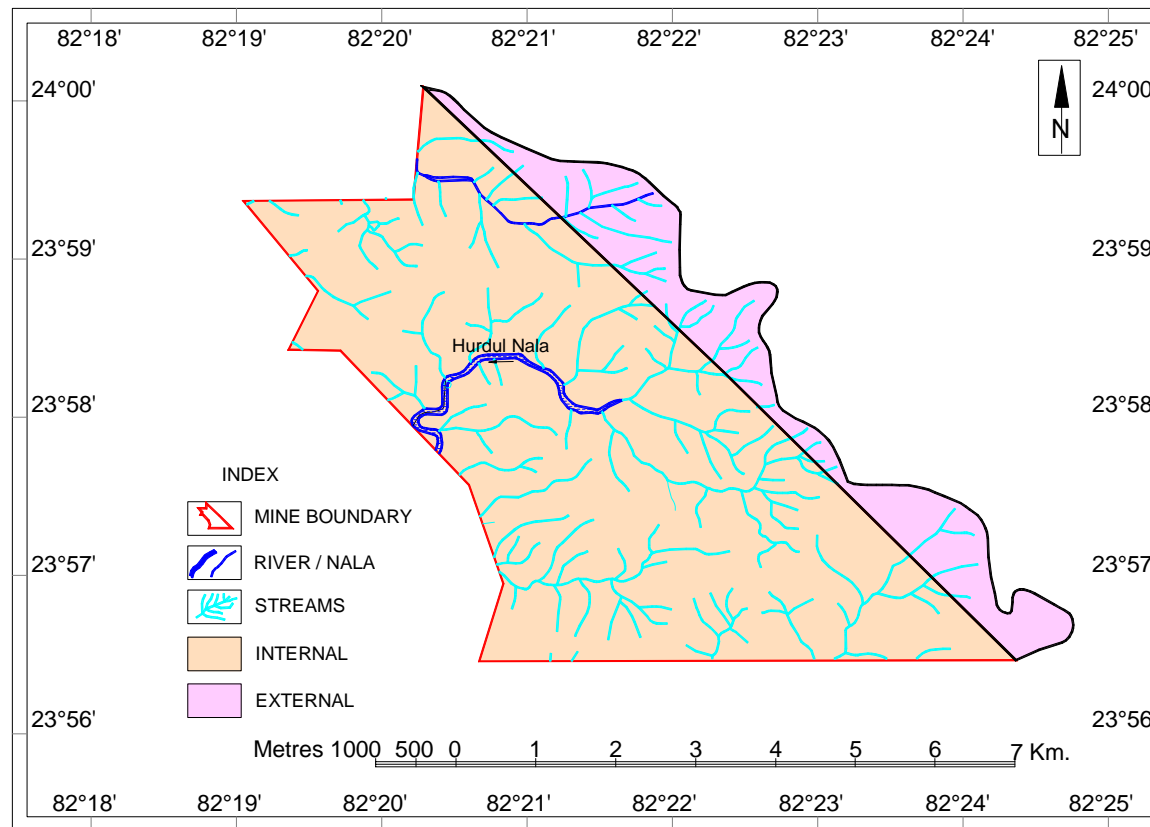 82°18' 82°19' 82°20' 82°21' 82°22' 82°23' 82°24' 82°25'
24°00' 24°00'
N
23°59' 23°59'
Hurdul Nala
23°58' 23°58'
INDEX
MINE BOUNDARY
RIVER / NALA
23°57' 23°57'
STREAMS
INTERNAL
EXTERNAL
23°56' 23°56'
Metres 1000 500 0 1 2 3 4 5 6 7 Km.
82°18' 82°19' 82°20' 82°21' 82°22' 82°23' 82°24' 82°25'